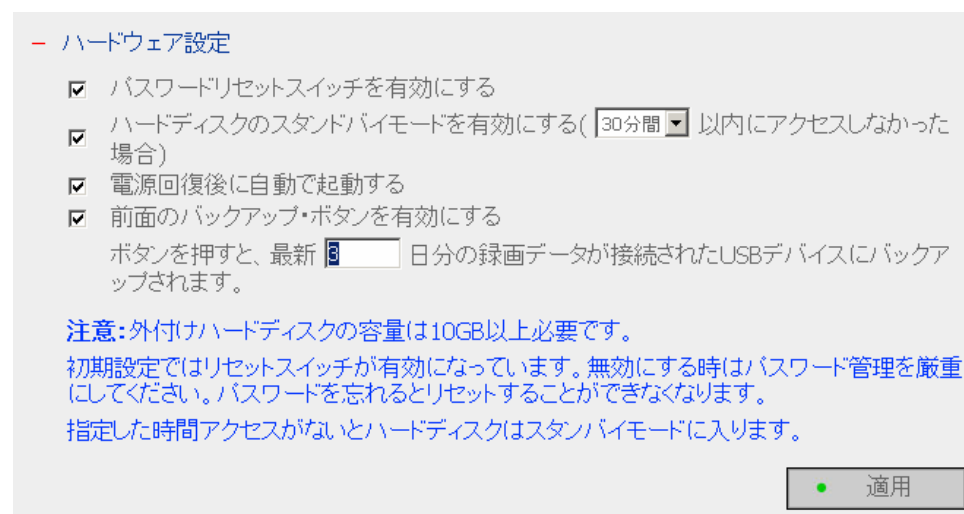 − ハードウェア設定
パスワードリセットスイッチを有効にする
ハードディスクのスタンドバイモードを有効にする( 30分間 以内にアクセスしなかった
場合)
電源回復後に自動で起動する
前面のバックアップ・ボタンを有効にする
ボタンを押すと、最新 3 日分の録画データが接続されたUSBデバイスにバックア
ップされます。
注意:外付けハードディスクの容量は10GB以上必要です。
初期設定ではリセットスイッチが有効になっています。無効にする時はパスワード管理を厳重
にしてください。パスワードを忘れるとリセットすることができなくなります。
指定した時間アクセスがないとハードディスクはスタンバイモードに入ります。
適用